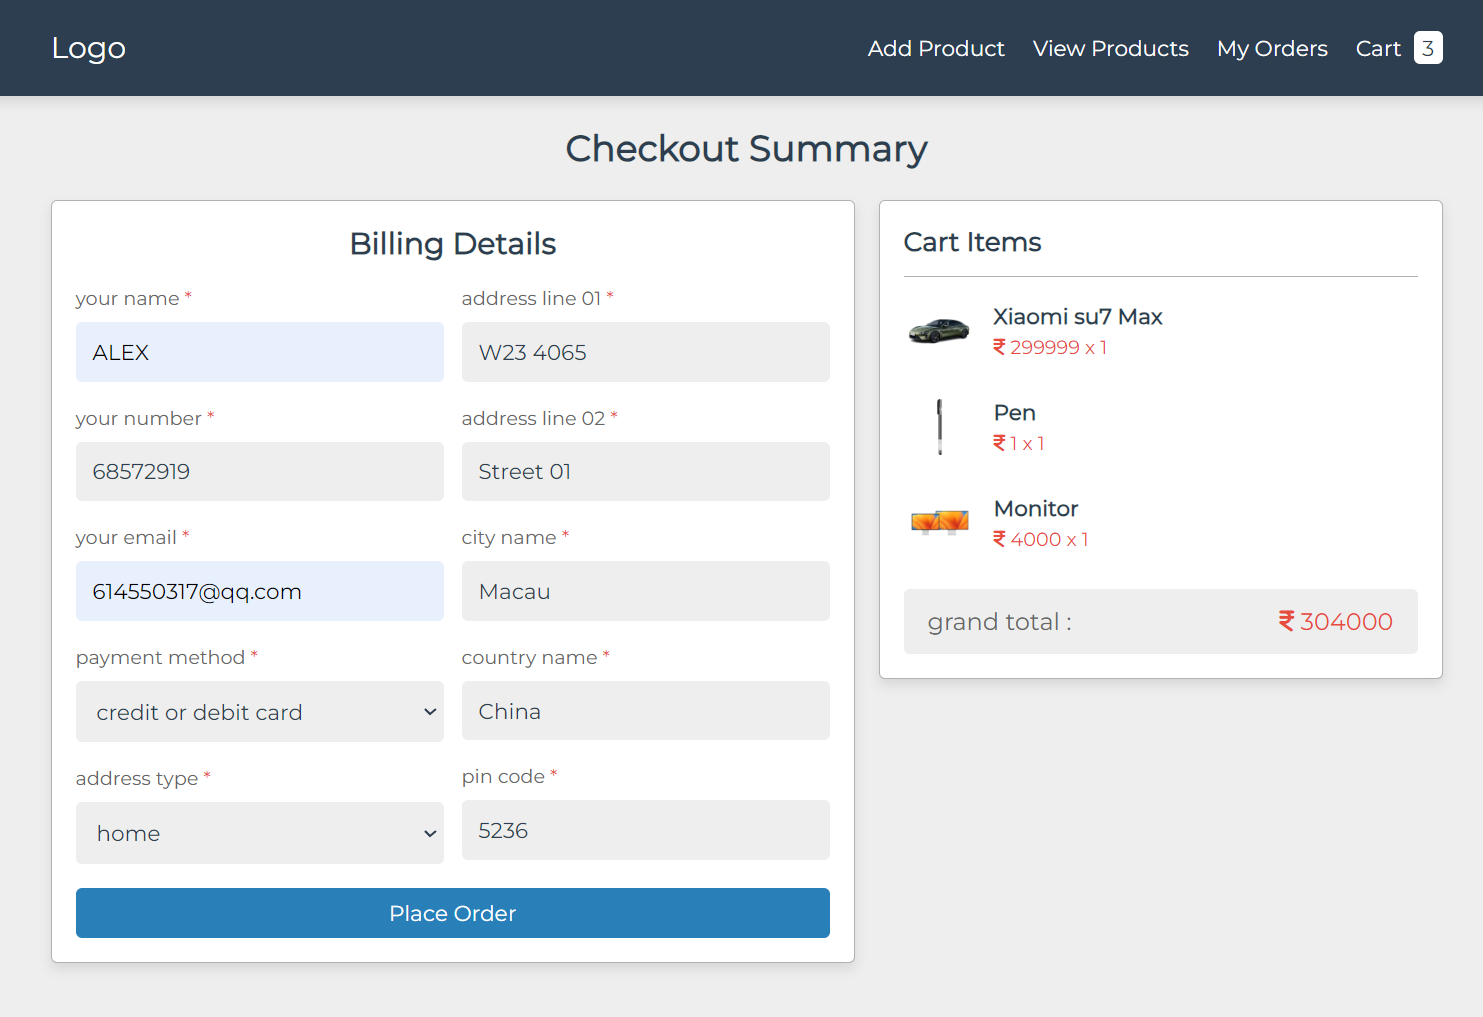 Logo
Add Product
View Products
My Orders
Cart 3
Checkout Summary
Billing Details
your name *
ALEX
your number *
68572919
your email *
614550317@qq.com
payment method *
credit or debit card
address type *
home
address line 01 *
W23 4065
address line 02 *
Street 01
city name *
Macau
country name *
China
pin code *
5236
Place Order
Cart Items
Xiaomi su7 Max
₹ 299999 x 1
Pen
₹ 1 x 1
Monitor
₹ 4000 x 1
grand total : ₹ 304000